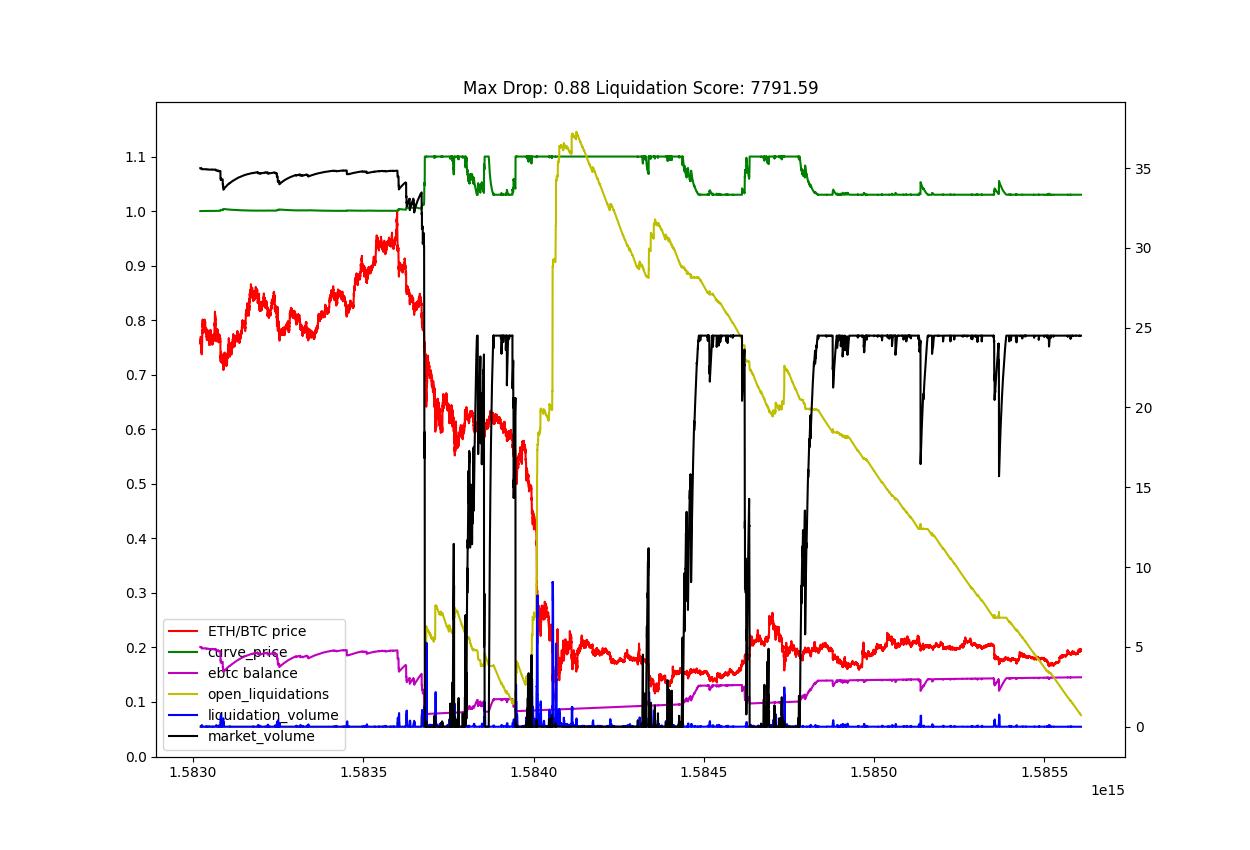 Max Drop: 0.88 Liquidation Score: 7791.59
1.1
1.0
0.9
0.8
0.7
0.6
0.5
0.4
0.3
0.2
0.1
0.0
35
30
25
20
15
10
5
0
ETH/BTC price
curve_price
ebtc balance
open_liquidations
liquidation_volume
market_volume
1.5830 1.5835 1.5840 1.5845 1.5850 1.5855
1e15